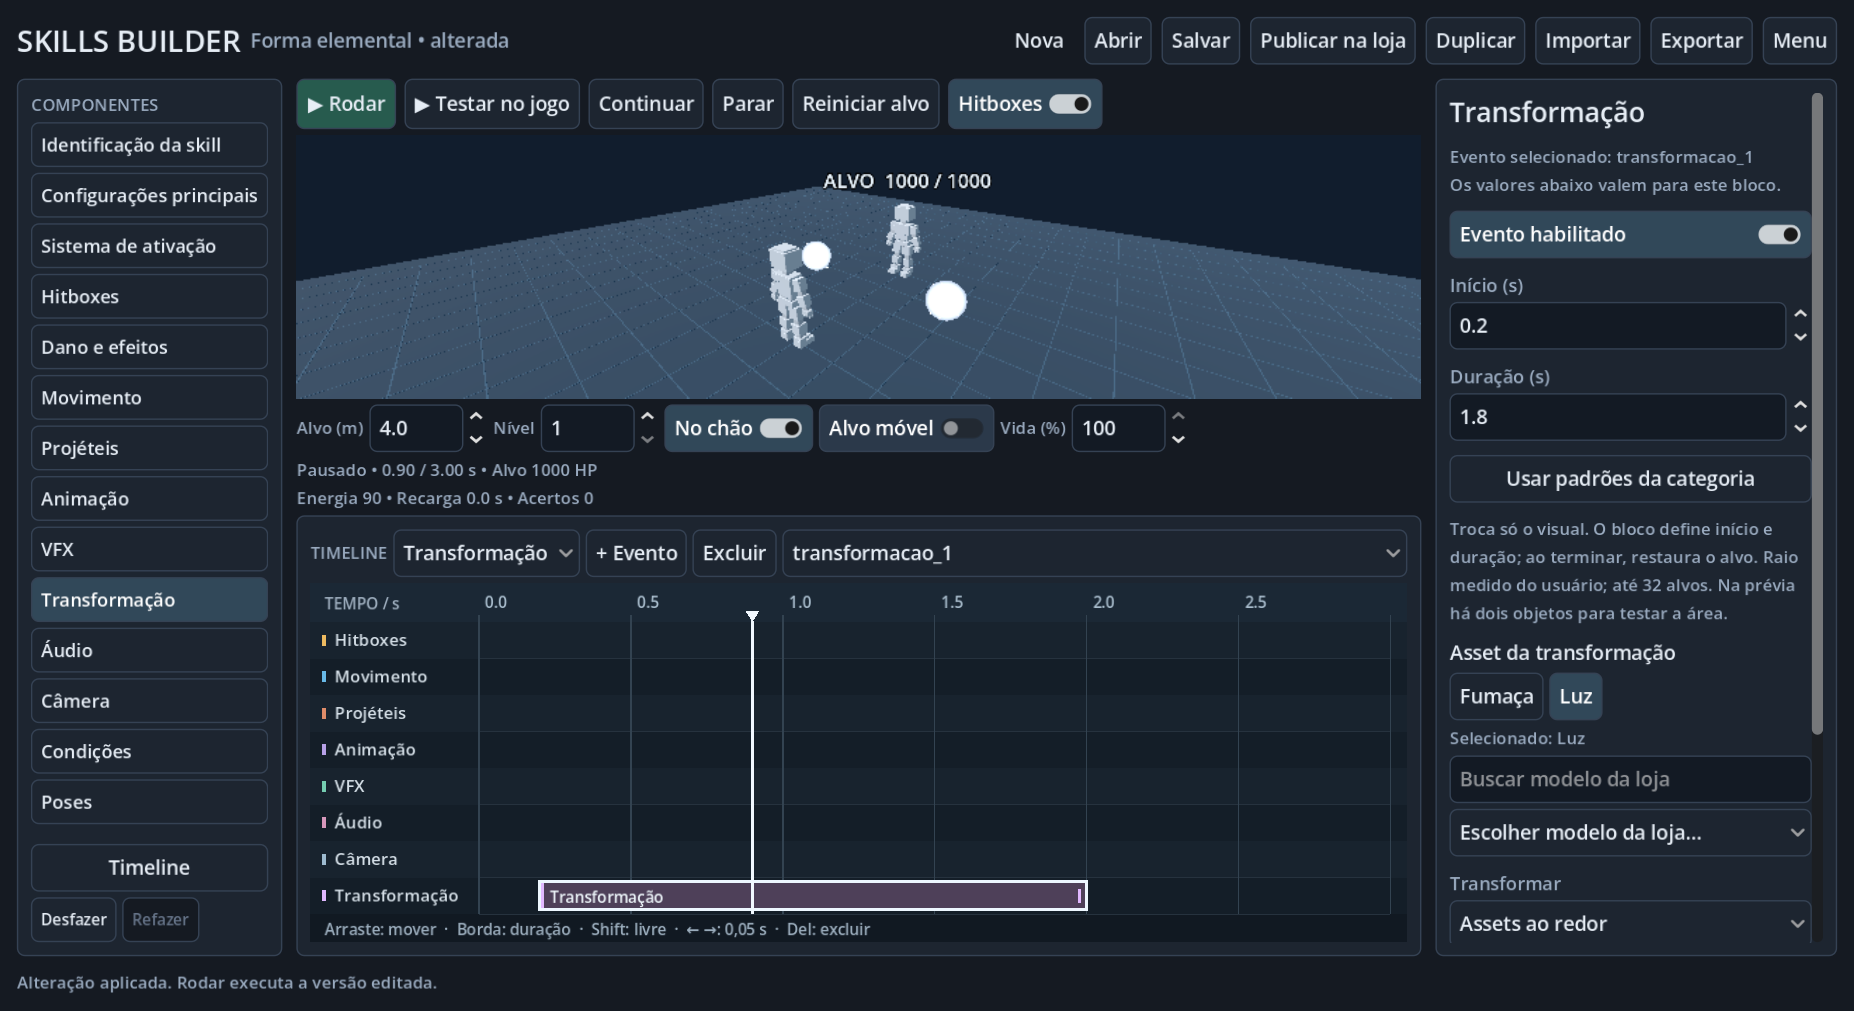 SKILLS BUILDER Forma elemental • alterada
Nova Abrir Salvar Publicar na loja Duplicar Importar Exportar Menu
COMPONENTES
Identificação da skill
Configurações principais
Sistema de ativação
Hitboxes
Dano e efeitos
Movimento
Projéteis
Animação
VFX
Transformação
Áudio
Câmera
Condições
Poses
Timeline
Desfazer Refazer
▶ Rodar ▶ Testar no jogo Continuar Parar Reiniciar alvo Hitboxes
ALVO 1000 / 1000
Alvo (m) 4.0 Nível 1 No chão Alvo móvel Vida (%) 100
Pausado • 0.90 / 3.00 s • Alvo 1000 HP
Energia 90 • Recarga 0.0 s • Acertos 0
TIMELINE Transformação + Evento Excluir transformacao_1
TEMPO / s 0.0 0.5 1.0 1.5 2.0 2.5
Hitboxes
Movimento
Projéteis
Animação
VFX
Áudio
Câmera
Transformação Transformação
Arraste: mover · Borda: duração · Shift: livre · ← →: 0,05 s · Del: excluir
Transformação
Evento selecionado: transformacao_1
Os valores abaixo valem para este bloco.
Evento habilitado
Início (s)
0.2
Duração (s)
1.8
Usar padrões da categoria
Troca só o visual. O bloco define início e
duração; ao terminar, restaura o alvo. Raio
medido do usuário; até 32 alvos. Na prévia
há dois objetos para testar a área.
Asset da transformação
Fumaça Luz
Selecionado: Luz
Buscar modelo da loja
Escolher modelo da loja...
Transformar
Assets ao redor
Alteração aplicada. Rodar executa a versão editada.